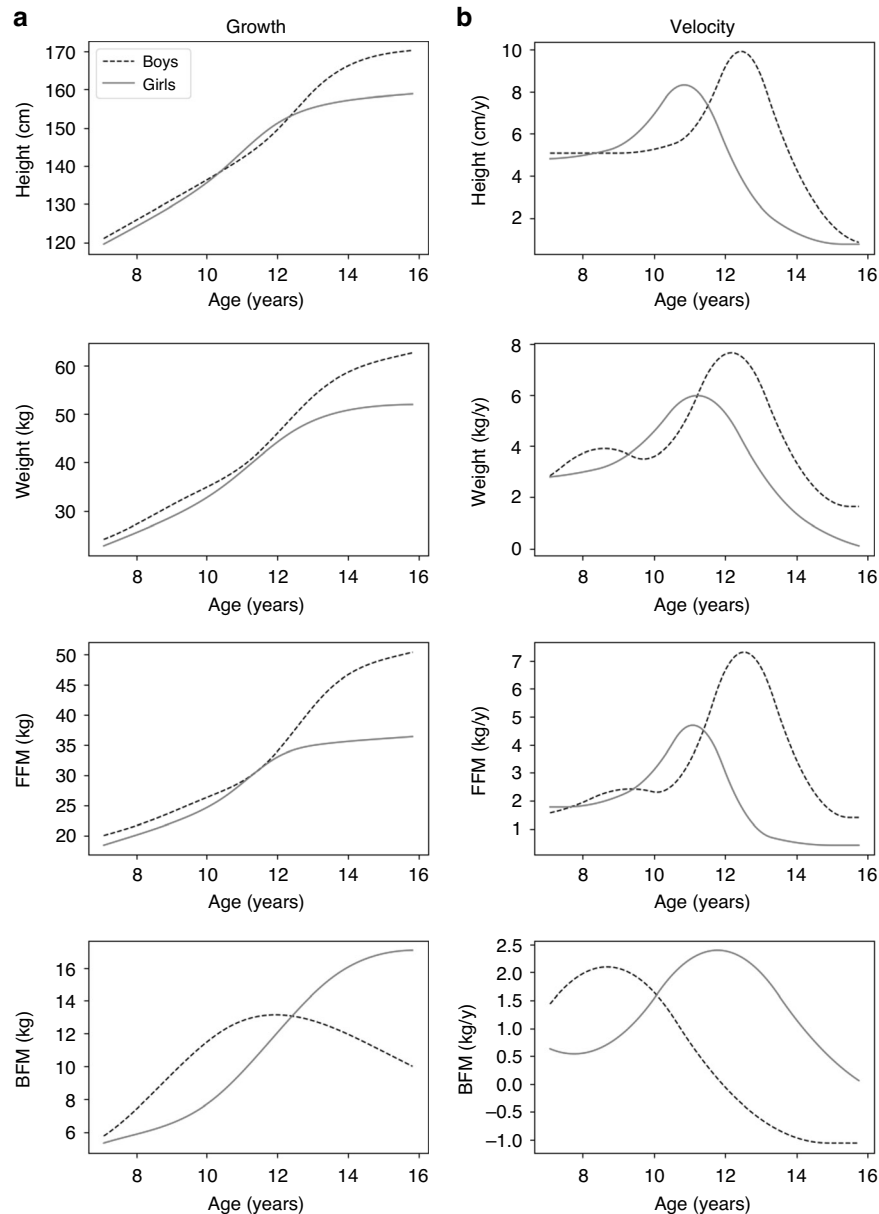 a
Growth
170
160
150
140
130
120
Height (cm)
Boys
Girls
8 10 12 14 16
Age (years)
b
Velocity
10
8
6
4
2
Height (cm/y)
8 10 12 14 16
Age (years)
60
50
40
30
Weight (kg)
8 10 12 14 16
Age (years)
8
6
4
2
0
Weight (kg/y)
8 10 12 14 16
Age (years)
50
45
40
35
30
25
20
FFM (kg)
8 10 12 14 16
Age (years)
7
6
5
4
3
2
1
FFM (kg/y)
8 10 12 14 16
Age (years)
16
14
12
10
8
6
BFM (kg)
8 10 12 14 16
Age (years)
2.5
2.0
1.5
1.0
0.5
0.0
–0.5
–1.0
BFM (kg/y)
8 10 12 14 16
Age (years)